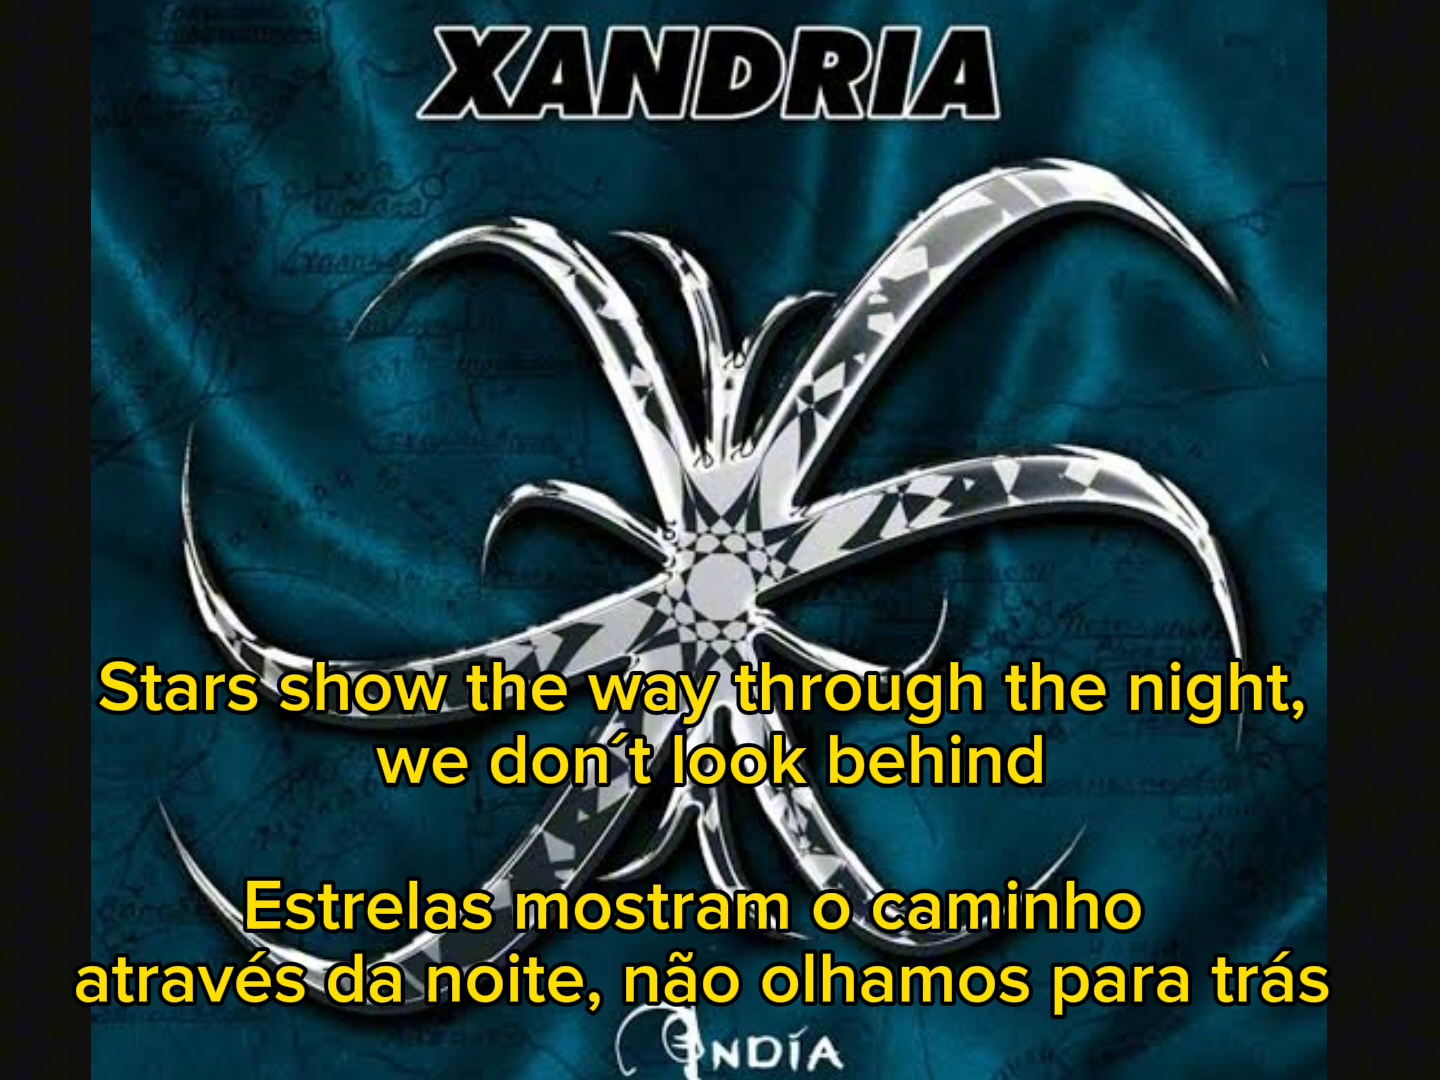 XANDRIA
Stars show the way through the night,
we don´t look behind
Estrelas mostram o caminho
através da noite, não olhamos para trás
INDÍA